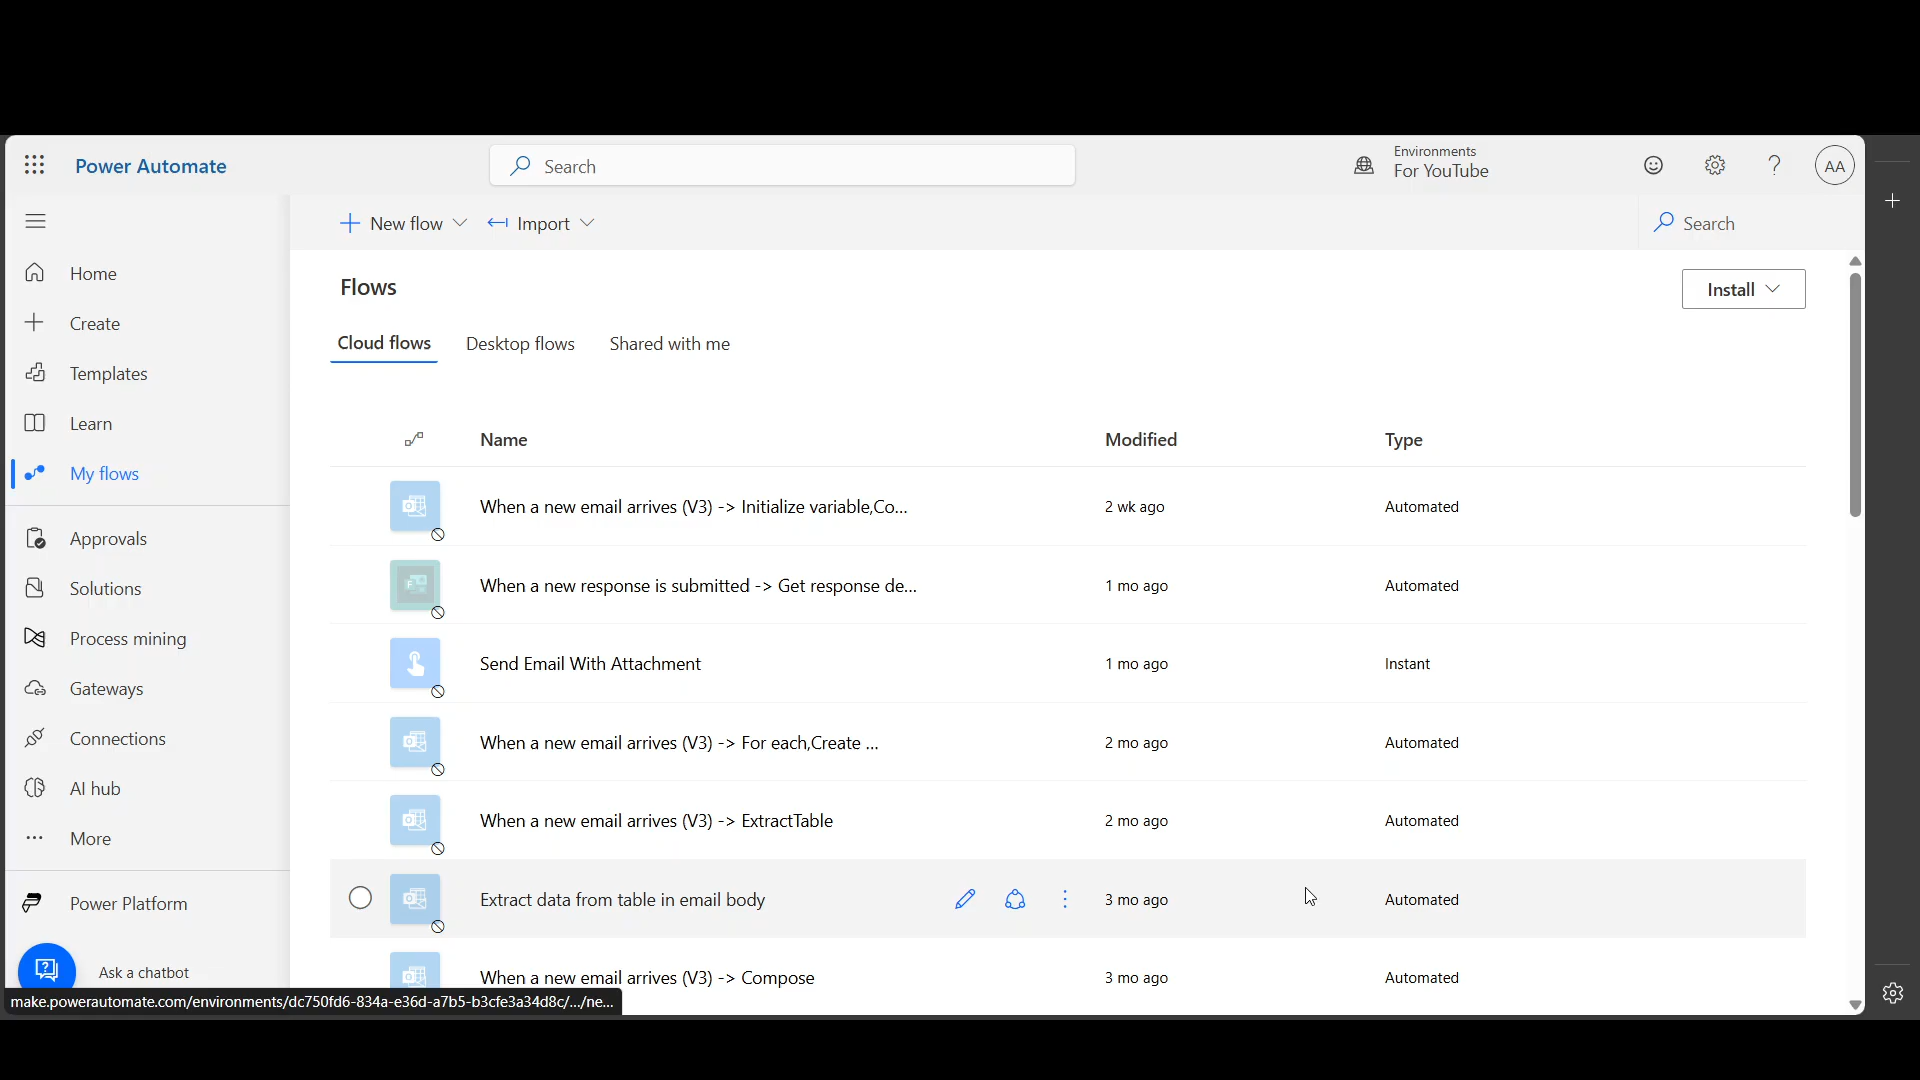 Power Automate
Search
Environments
For YouTube
AA
New flow
Import
Search
Home
Create
Templates
Learn
My flows
Approvals
Solutions
Process mining
Gateways
Connections
AI hub
More
Power Platform
Ask a chatbot
Flows
Install
Cloud flows Desktop flows Shared with me
Name Modified Type
When a new email arrives (V3) -> Initialize variable,Co... 2 wk ago Automated
When a new response is submitted -> Get response de... 1 mo ago Automated
Send Email With Attachment 1 mo ago Instant
When a new email arrives (V3) -> For each,Create ... 2 mo ago Automated
When a new email arrives (V3) -> ExtractTable 2 mo ago Automated
Extract data from table in email body 3 mo ago Automated
When a new email arrives (V3) -> Compose 3 mo ago Automated
make.powerautomate.com/environments/dc750fd6-834a-e36d-a7b5-b3cfe3a34d8c/.../ne...